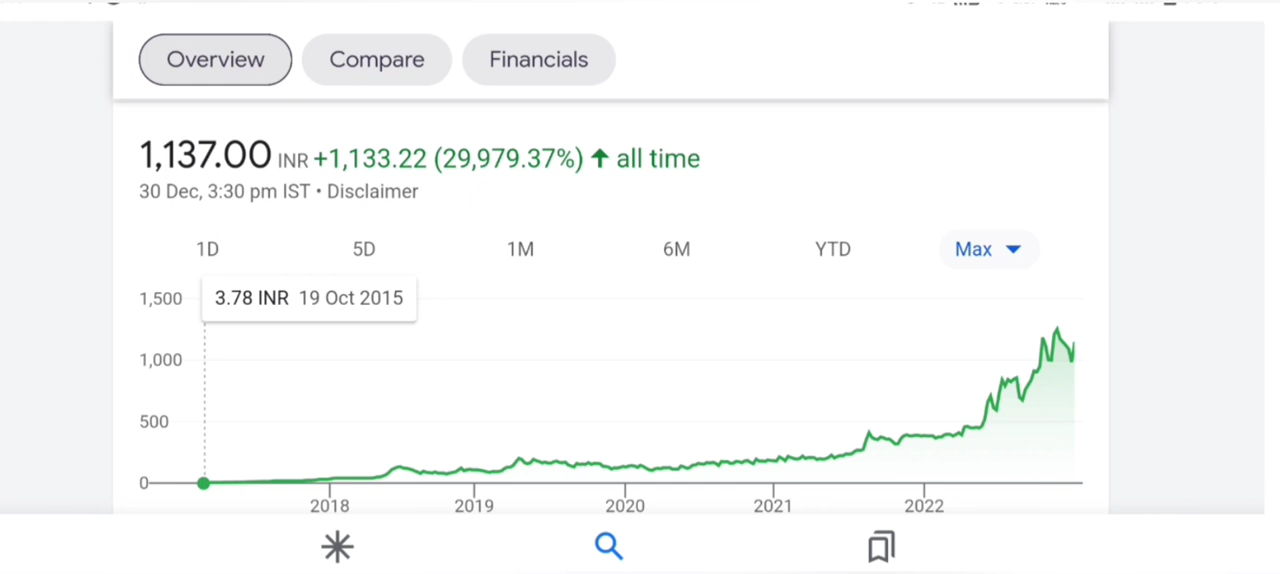 Overview Compare Financials
1,137.00 INR +1,133.22 (29,979.37%) ↑ all time
30 Dec, 3:30 pm IST • Disclaimer
1D 5D 1M 6M YTD Max
3.78 INR 19 Oct 2015
1,500
1,000
500
0
2018 2019 2020 2021 2022